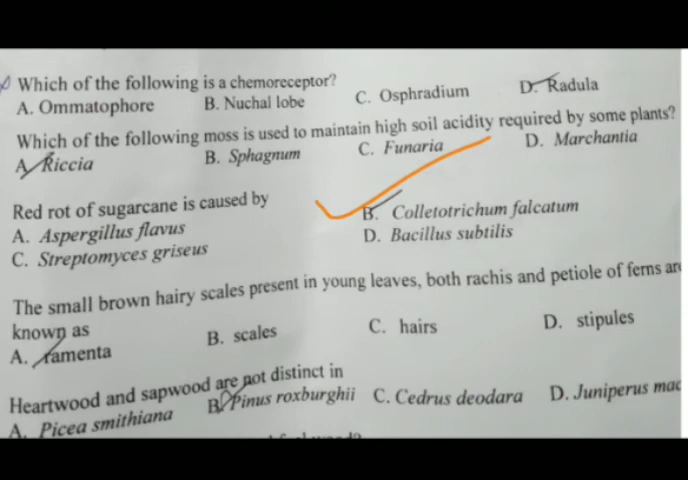 Which of the following is a chemoreceptor?
A. Ommatophore B. Nuchal lobe C. Osphradium D. Radula
Which of the following moss is used to maintain high soil acidity required by some plants?
A. Riccia B. Sphagnum C. Funaria D. Marchantia
Red rot of sugarcane is caused by
A. Aspergillus flavus B. Colletotrichum falcatum
C. Streptomyces griseus D. Bacillus subtilis
The small brown hairy scales present in young leaves, both rachis and petiole of ferns are
known as
A. ramenta B. scales C. hairs D. stipules
Heartwood and sapwood are not distinct in
A. Picea smithiana B. Pinus roxburghii C. Cedrus deodara D. Juniperus mac